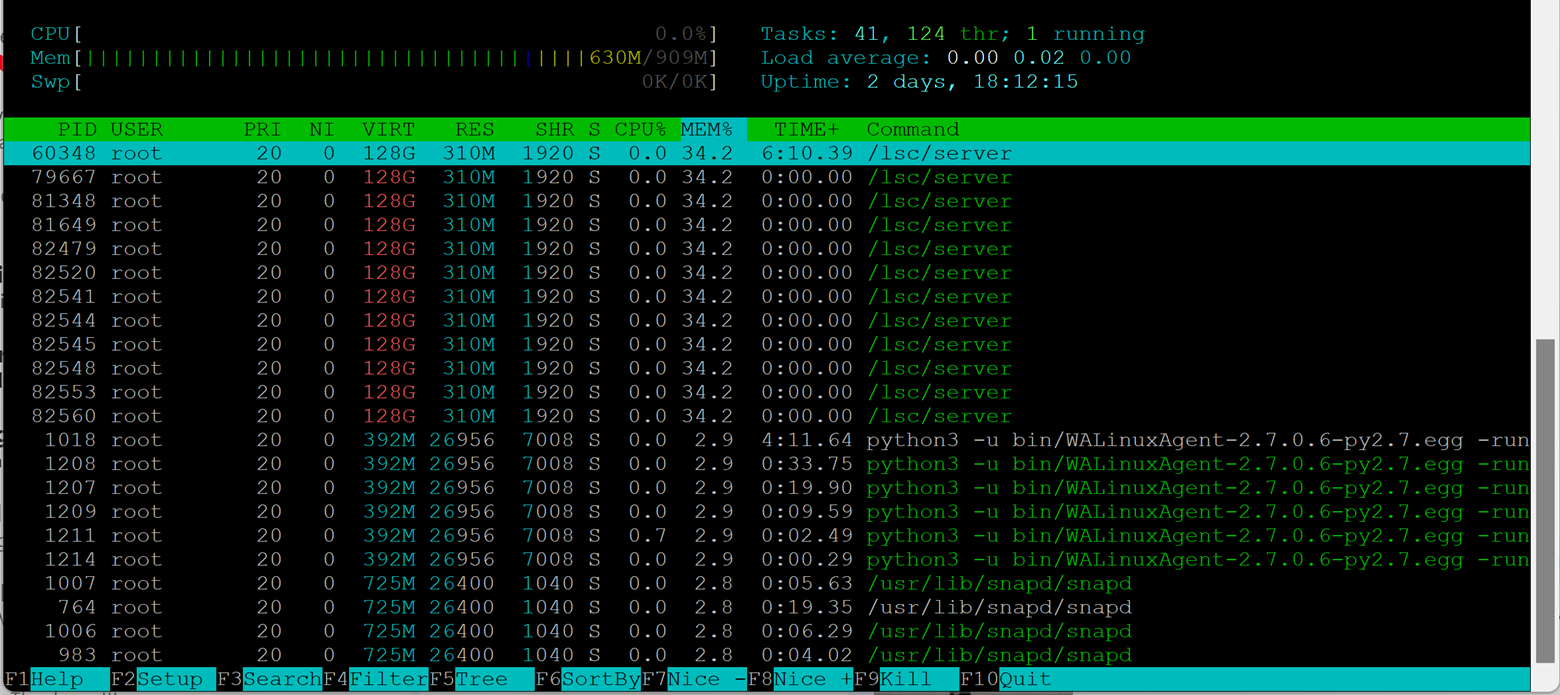 CPU[ 0.0%] Tasks: 41, 124 thr; 1 running
Mem[||||||||||||||||||||||||||||||||||||||630M/909M] Load average: 0.00 0.02 0.00
Swp[ 0K/0K] Uptime: 2 days, 18:12:15
PID USER PRI NI VIRT RES SHR S CPU% MEM% TIME+ Command
60348 root 20 0 128G 310M 1920 S 0.0 34.2 6:10.39 /lsc/server
79667 root 20 0 128G 310M 1920 S 0.0 34.2 0:00.00 /lsc/server
81348 root 20 0 128G 310M 1920 S 0.0 34.2 0:00.00 /lsc/server
81649 root 20 0 128G 310M 1920 S 0.0 34.2 0:00.00 /lsc/server
82479 root 20 0 128G 310M 1920 S 0.0 34.2 0:00.00 /lsc/server
82520 root 20 0 128G 310M 1920 S 0.0 34.2 0:00.00 /lsc/server
82541 root 20 0 128G 310M 1920 S 0.0 34.2 0:00.00 /lsc/server
82544 root 20 0 128G 310M 1920 S 0.0 34.2 0:00.00 /lsc/server
82545 root 20 0 128G 310M 1920 S 0.0 34.2 0:00.00 /lsc/server
82548 root 20 0 128G 310M 1920 S 0.0 34.2 0:00.00 /lsc/server
82553 root 20 0 128G 310M 1920 S 0.0 34.2 0:00.00 /lsc/server
82560 root 20 0 128G 310M 1920 S 0.0 34.2 0:00.00 /lsc/server
1018 root 20 0 392M 26956 7008 S 0.0 2.9 4:11.64 python3 -u bin/WALinuxAgent-2.7.0.6-py2.7.egg -run
1208 root 20 0 392M 26956 7008 S 0.0 2.9 0:33.75 python3 -u bin/WALinuxAgent-2.7.0.6-py2.7.egg -run
1207 root 20 0 392M 26956 7008 S 0.0 2.9 0:19.90 python3 -u bin/WALinuxAgent-2.7.0.6-py2.7.egg -run
1209 root 20 0 392M 26956 7008 S 0.0 2.9 0:09.59 python3 -u bin/WALinuxAgent-2.7.0.6-py2.7.egg -run
1211 root 20 0 392M 26956 7008 S 0.7 2.9 0:02.49 python3 -u bin/WALinuxAgent-2.7.0.6-py2.7.egg -run
1214 root 20 0 392M 26956 7008 S 0.0 2.9 0:00.29 python3 -u bin/WALinuxAgent-2.7.0.6-py2.7.egg -run
1007 root 20 0 725M 26400 1040 S 0.0 2.8 0:05.63 /usr/lib/snapd/snapd
764 root 20 0 725M 26400 1040 S 0.0 2.8 0:19.35 /usr/lib/snapd/snapd
1006 root 20 0 725M 26400 1040 S 0.0 2.8 0:06.29 /usr/lib/snapd/snapd
983 root 20 0 725M 26400 1040 S 0.0 2.8 0:04.02 /usr/lib/snapd/snapd
F1Help F2Setup F3SearchF4FilterF5Tree F6SortByF7Nice -F8Nice +F9Kill F10Quit